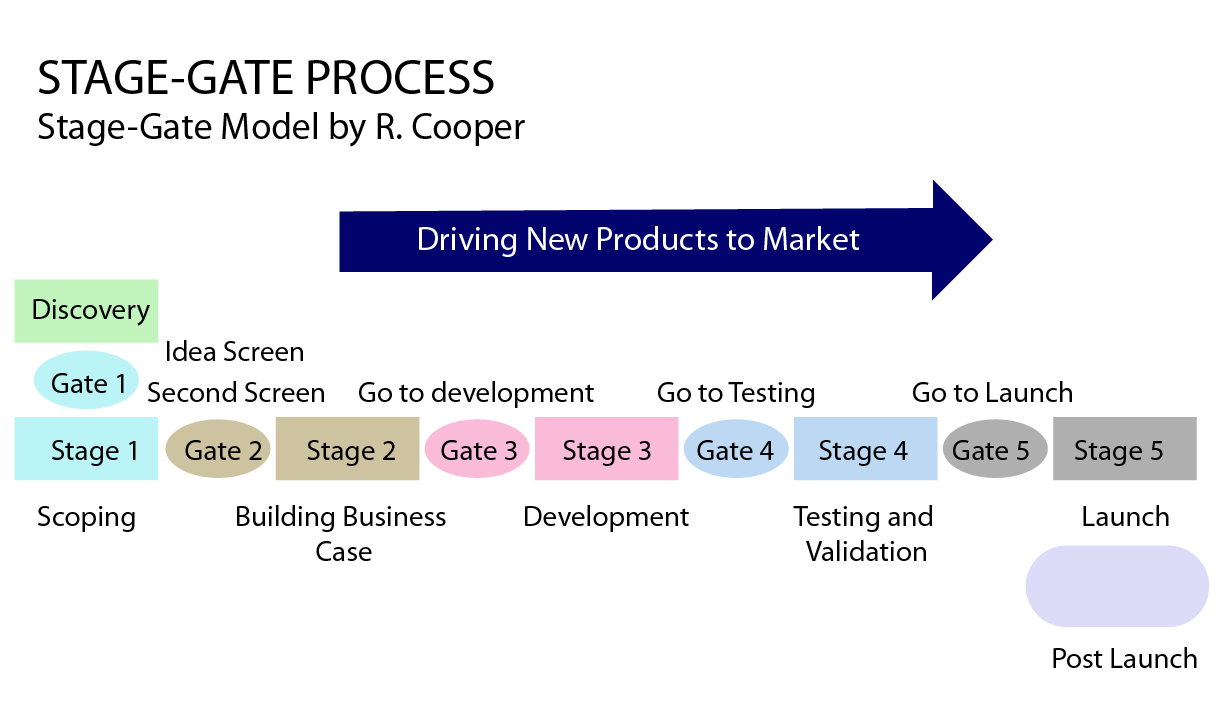 STAGE-GATE PROCESS
Stage-Gate Model by R. Cooper
Driving New Products to Market
Discovery
Idea Screen
Gate 1
Second Screen
Go to development
Go to Testing
Go to Launch
Stage 1
Gate 2
Stage 2
Gate 3
Stage 3
Gate 4
Stage 4
Gate 5
Stage 5
Scoping
Building Business
Case
Development
Testing and
Validation
Launch
Post Launch